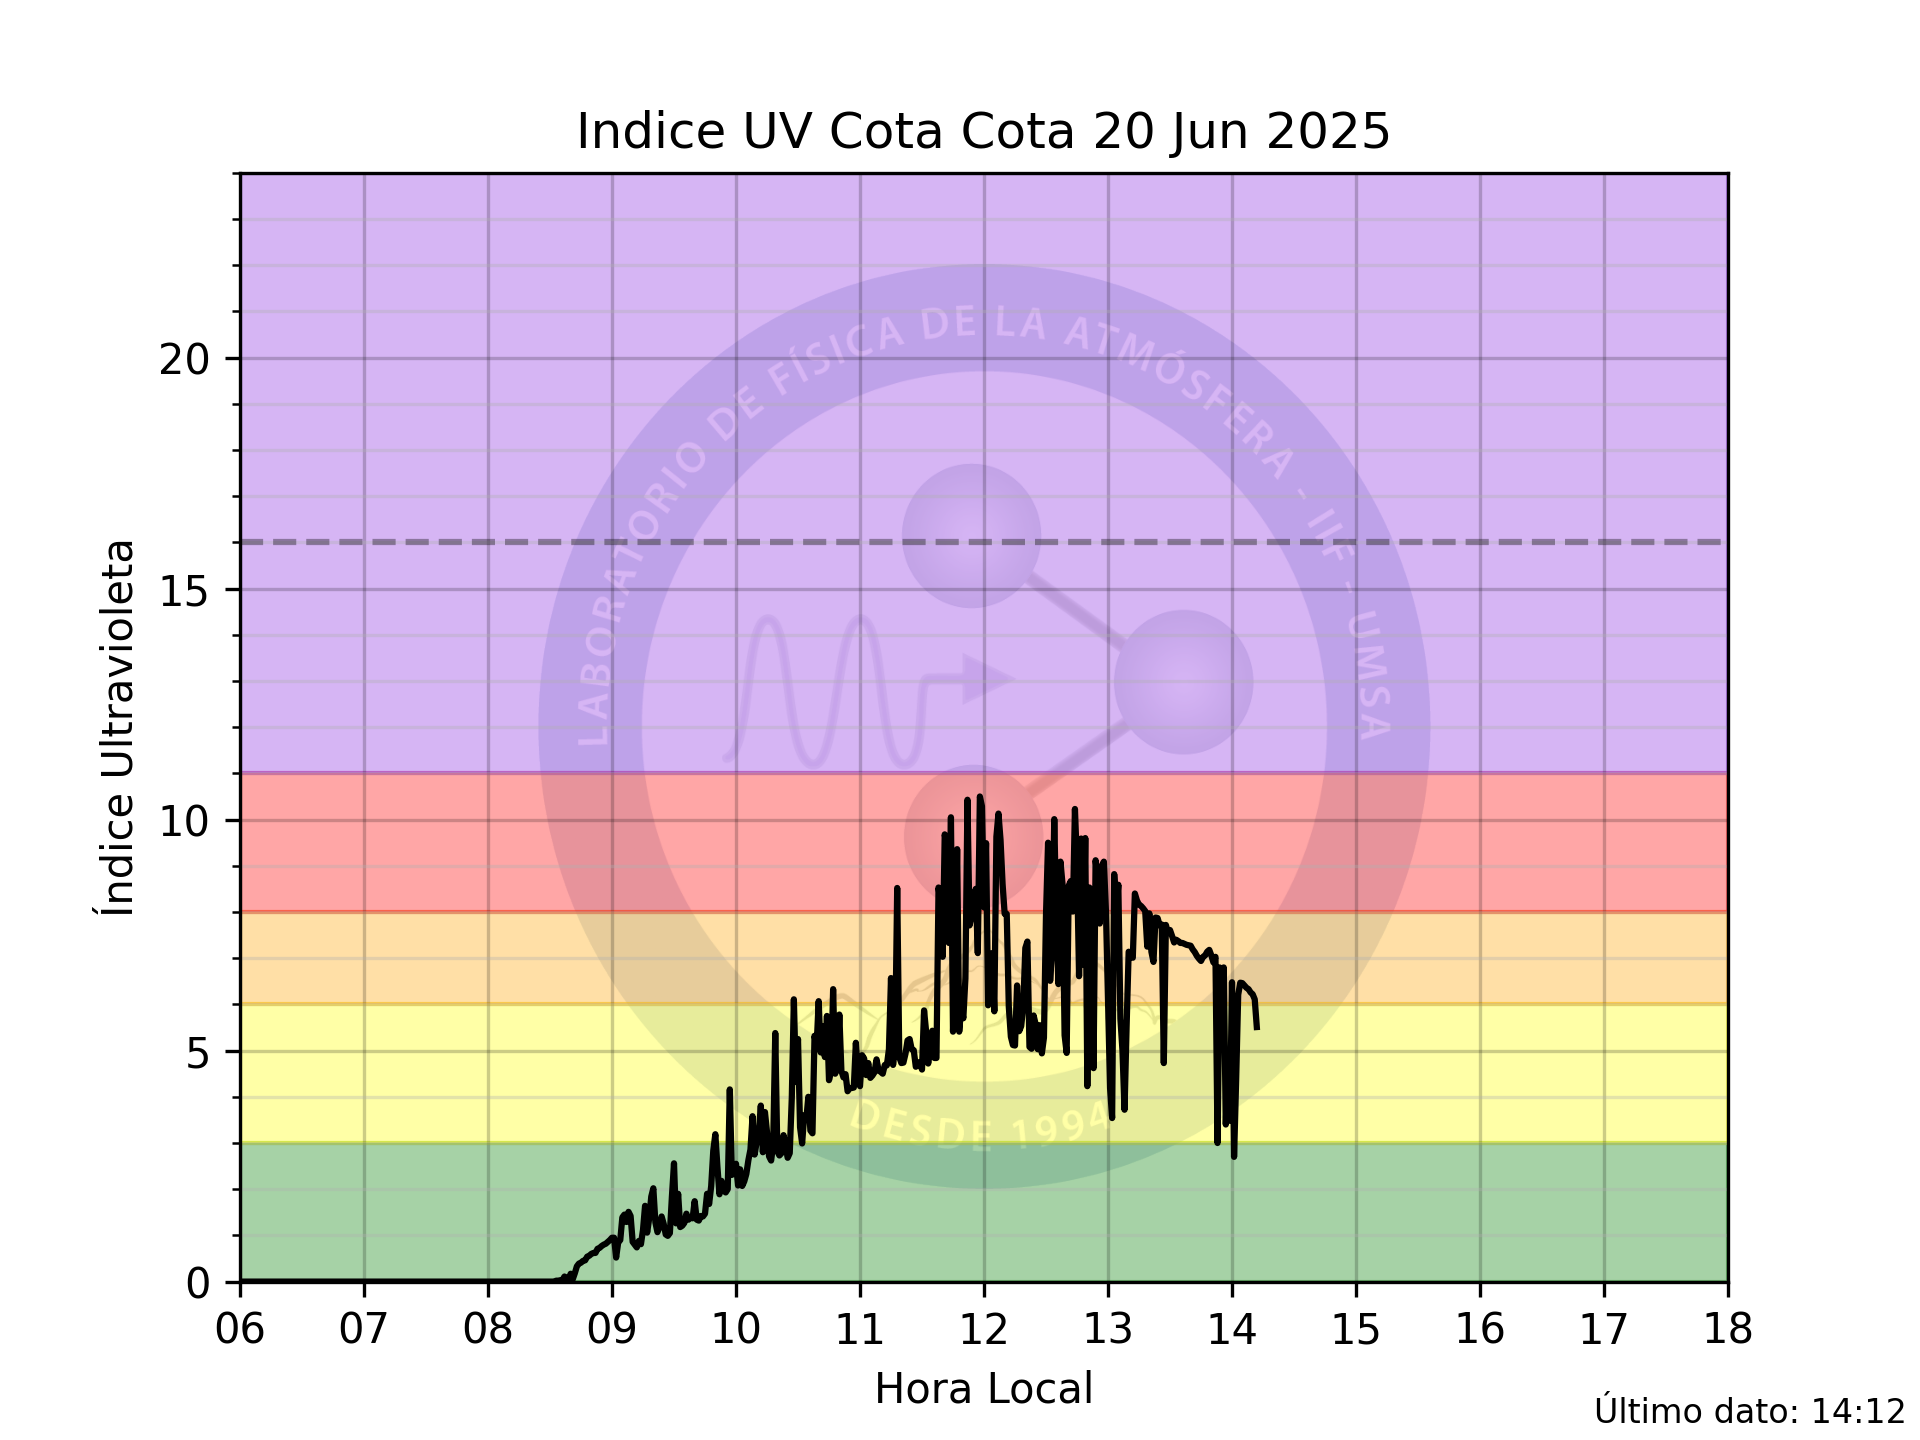 Indice UV Cota Cota 20 Jun 2025
LABORATORIO DE FÍSICA DE LA ATMÓSFERA - IIF - UMSA
DESDE 1994
Índice Ultravioleta
20
15
10
5
0
06 07 08 09 10 11 12 13 14 15 16 17 18
Hora Local
Último dato: 14:12